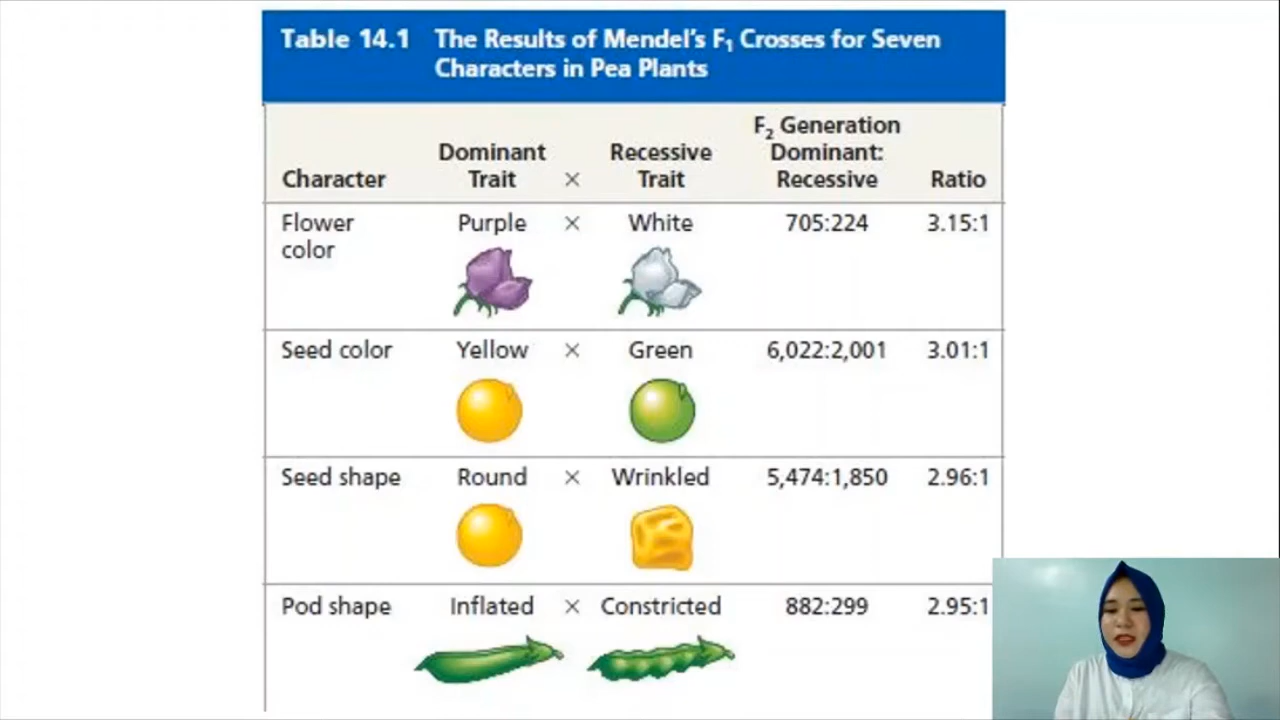 Table 14.1 The Results of Mendel's F₁ Crosses for Seven
Characters in Pea Plants
Character
Dominant
Trait
×
Recessive
Trait
F₂ Generation
Dominant:
Recessive
Ratio
Flower
color
Purple × White 705:224 3.15:1
Seed color Yellow × Green 6,022:2,001 3.01:1
Seed shape Round × Wrinkled 5,474:1,850 2.96:1
Pod shape Inflated × Constricted 882:299 2.95:1